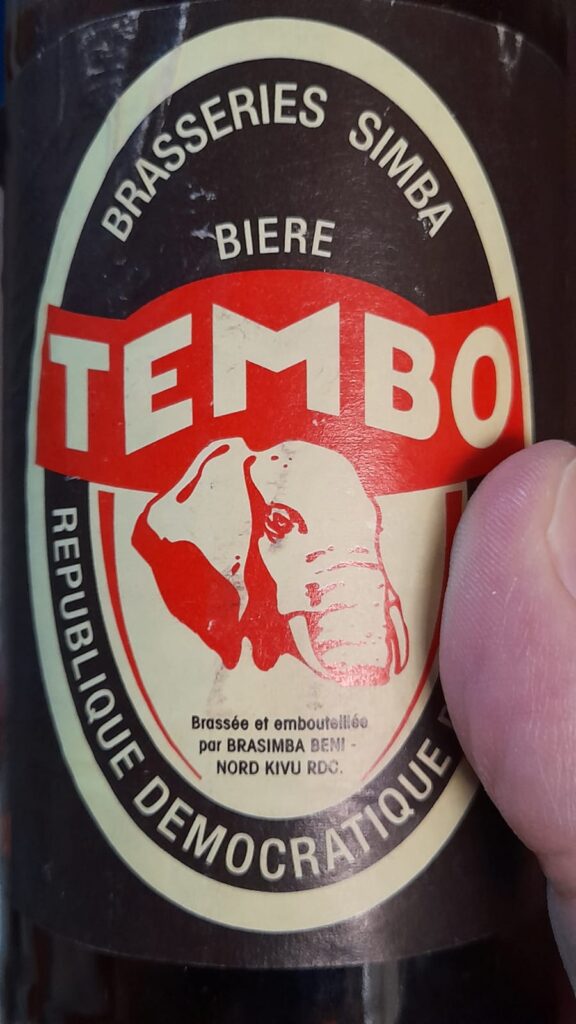 BRASSERIES SIMBA
BIERE
TEMBO
Brassée et embouteillée
par BRASIMBA BENI -
NORD KIVU RDC.
REPUBLIQUE DEMOCRATIQUE